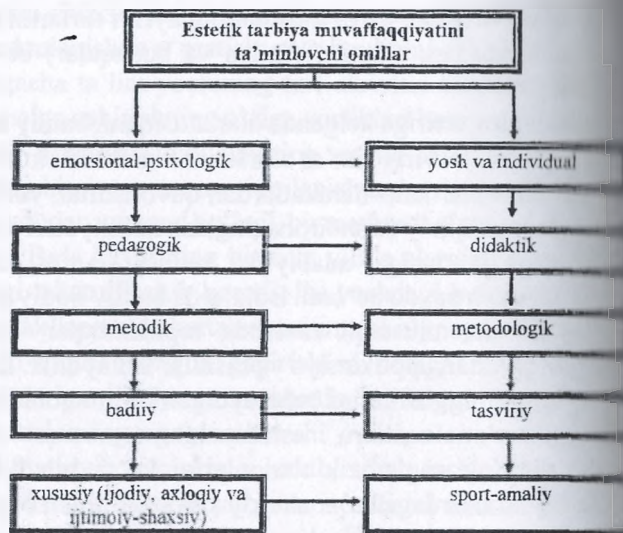 Estetik tarbiya muvaffaqqiyatini
ta'minlovchi omillar
emotsional-psixologik
yosh va individual
pedagogik
didaktik
metodik
metodologik
badiiy
tasviriy
xususiy (ijodiy, axloqiy va
ijtimoiy-shaxsiy)
sport-amaliy